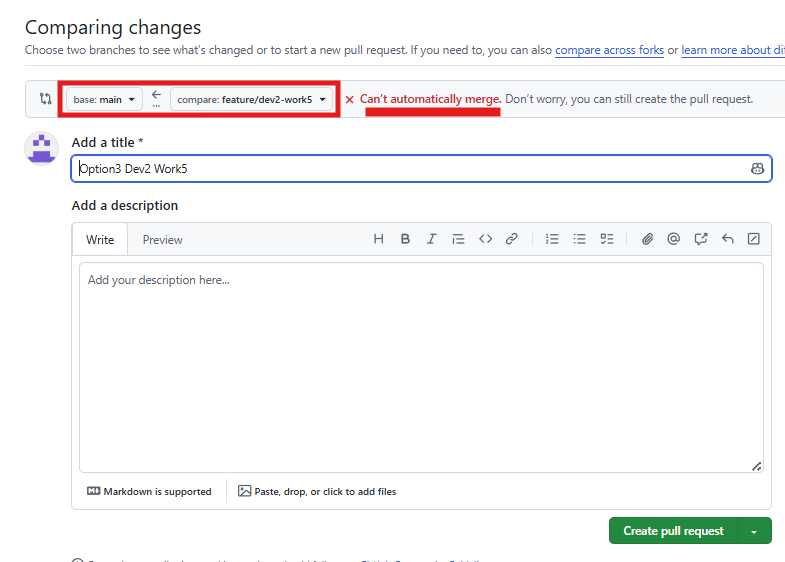 Comparing changes
Choose two branches to see what's changed or to start a new pull request. If you need to, you can also compare across forks or learn more about di
base: main ← compare: feature/dev2-work5 × Can't automatically merge. Don't worry, you can still create the pull request.
...
Add a title *
Option3 Dev2 Work5
Add a description
Write Preview
Add your description here...
Markdown is supported Paste, drop, or click to add files
Create pull request